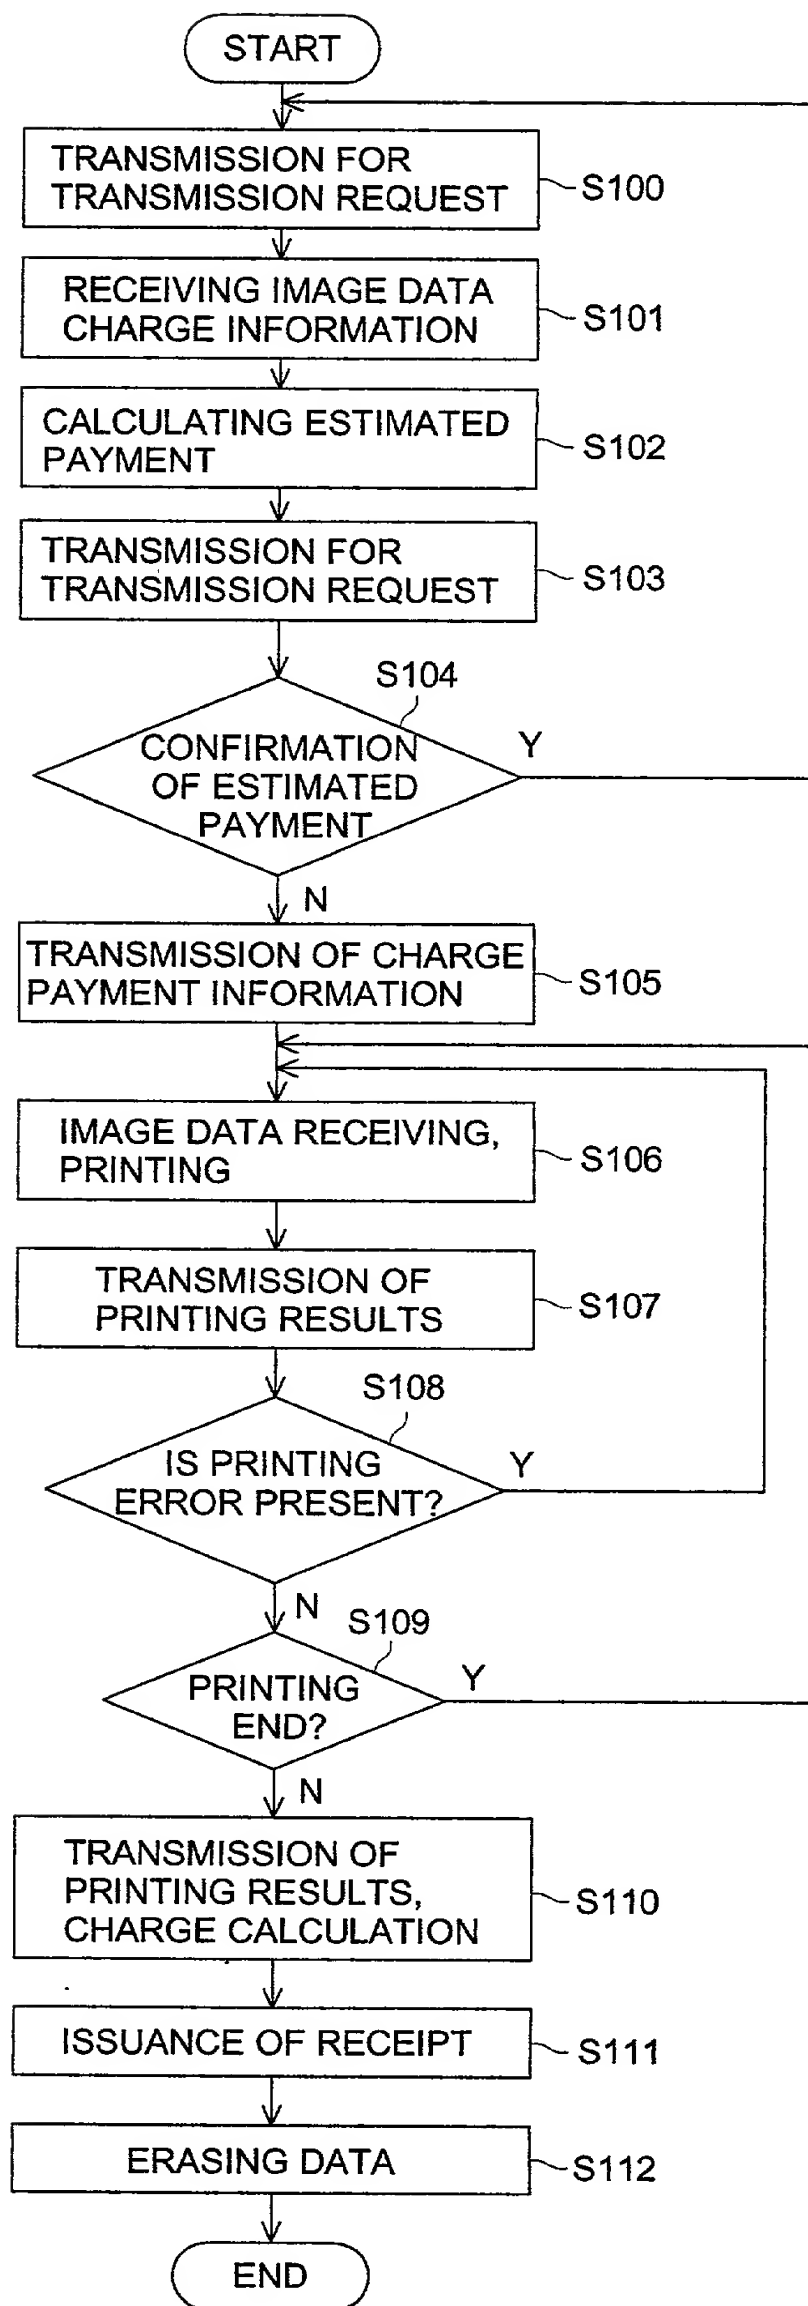 START
TRANSMISSION FOR
TRANSMISSION REQUEST
S100
RECEIVING IMAGE DATA
CHARGE INFORMATION
S101
CALCULATING ESTIMATED
PAYMENT
S102
TRANSMISSION FOR
TRANSMISSION REQUEST
S103
S104
CONFIRMATION
OF ESTIMATED
PAYMENT
Y
N
TRANSMISSION OF CHARGE
PAYMENT INFORMATION
S105
IMAGE DATA RECEIVING,
PRINTING
S106
TRANSMISSION OF
PRINTING RESULTS
S107
S108
IS PRINTING
ERROR PRESENT?
Y
N
S109
PRINTING
END?
Y
N
TRANSMISSION OF
PRINTING RESULTS,
CHARGE CALCULATION
S110
ISSUANCE OF RECEIPT
S111
ERASING DATA
S112
END